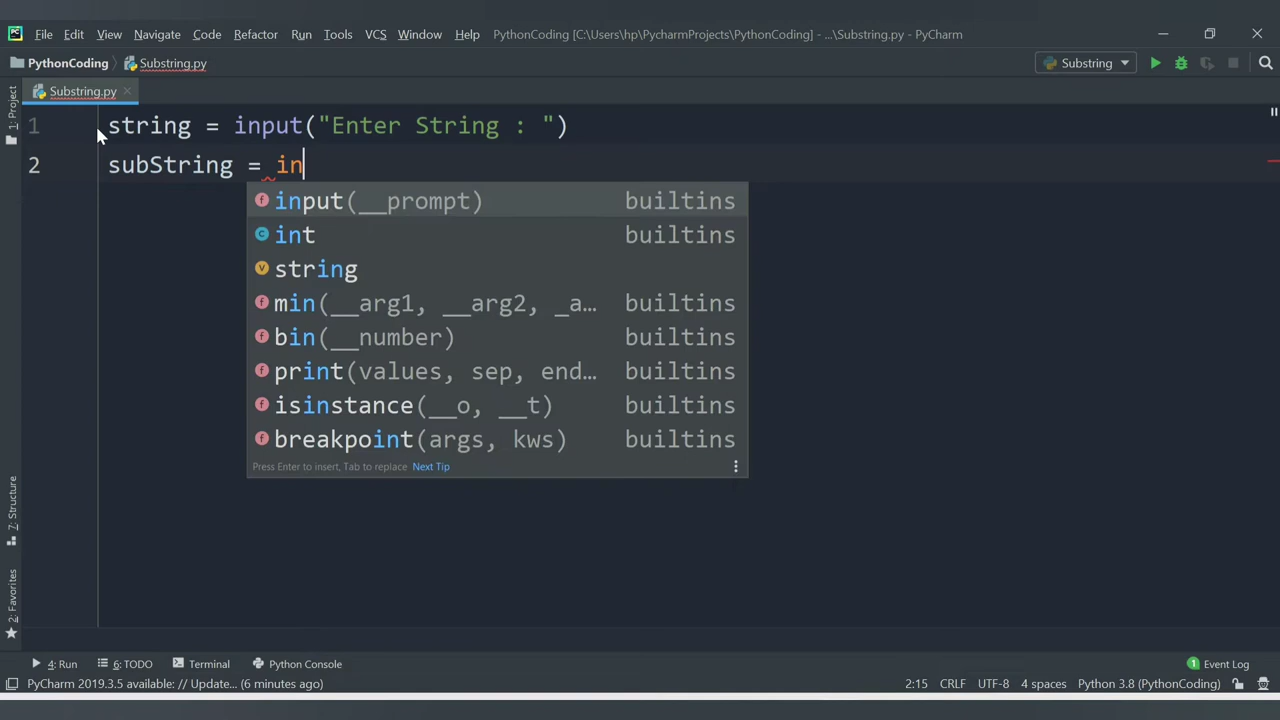 PC File Edit View Navigate Code Refactor Run Tools VCS Window Help PythonCoding [C:\Users\hp\PycharmProjects\PythonCoding] - ...\Substring.py - PyCharm
PythonCoding Substring.py Substring
Substring.py
1: Project
1 string = input("Enter String : ")
2 subString = in
f input(__prompt) builtins
C int builtins
V string
f min(__arg1, __arg2, _a… builtins
f bin(__number) builtins
f print(values, sep, end… builtins
f isinstance(__o, __t) builtins
f breakpoint(args, kws) builtins
Press Enter to insert, Tab to replace Next Tip
7: Structure
2: Favorites
4: Run 6: TODO Terminal Python Console 1 Event Log
PyCharm 2019.3.5 available: // Update... (6 minutes ago) 2:15 CRLF UTF-8 4 spaces Python 3.8 (PythonCoding)